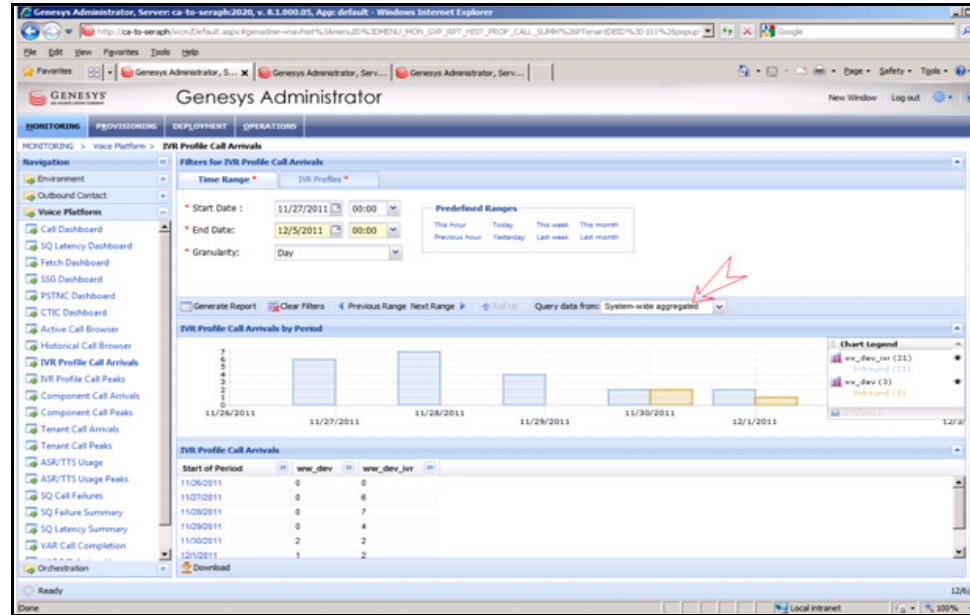 Genesys Administrator, Server: ca-to-seraph:2020, v. 8.1.000.05, App: default - Windows Internet Explorer
Google
File Edit View Favorites Tools Help
Favorites Genesys Administrator, S... Genesys Administrator, Serv... Genesys Administrator, Serv... Page Safety Tools
GENESYS Genesys Administrator New Window Log out
MONITORING PROVISIONING DEPLOYMENT OPERATIONS
MONITORING > Voice Platform > IVR Profile Call Arrivals
Navigation
Environment
Outbound Contact
Voice Platform
Call Dashboard
SQ Latency Dashboard
Fetch Dashboard
SSG Dashboard
PSTNC Dashboard
CTIC Dashboard
Active Call Browser
Historical Call Browser
IVR Profile Call Arrivals
IVR Profile Call Peaks
Component Call Arrivals
Component Call Peaks
Tenant Call Arrivals
Tenant Call Peaks
ASR/TTS Usage
ASR/TTS Usage Peaks
SQ Call Failures
SQ Failure Summary
SQ Latency Summary
VAR Call Completion
Orchestration
Filters for IVR Profile Call Arrivals
Time Range * IVR Profiles *
* Start Date : 11/27/2011 00:00
* End Date: 12/5/2011 00:00
* Granularity: Day
Predefined Ranges
This hour Today This week This month
Previous hour Yesterday Last week Last month
Generate Report Clear Filters Previous Range Next Range Roll Up Query data from: System-wide aggregated
IVR Profile Call Arrivals by Period
7
6
5
4
3
2
1
0
11/26/2011 11/27/2011 11/28/2011 11/29/2011 11/30/2011 12/1/2011
Chart Legend
ww_dev_ivr (21)
Inbound (21)
ww_dev (3)
Inbound (3)
IVR Profile Call Arrivals
Start of Period ww_dev ww_dev_ivr
11/26/2011 0 0
11/27/2011 0 6
11/28/2011 0 7
11/29/2011 0 4
11/30/2011 2 2
12/1/2011 1 2
Download
Ready
Done Local intranet 100%